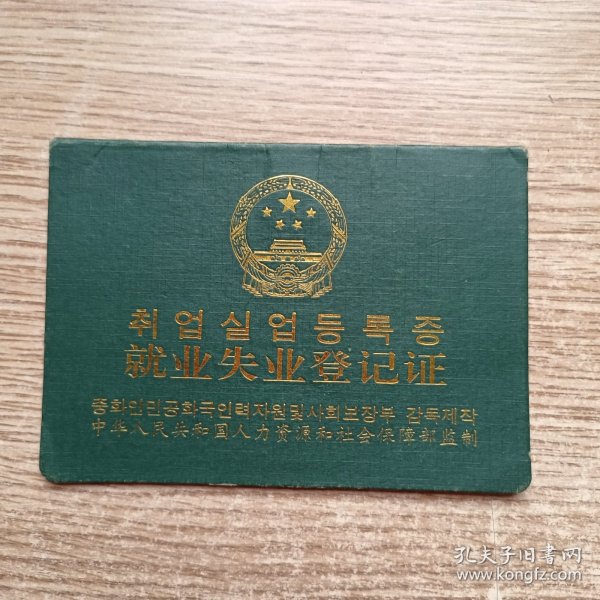 취업실업등록증
就业失业登记证
중화인민공화국인력자원및사회보장부 감독제작
中华人民共和国人力资源和社会保障部监制
孔夫子旧书网
www.kongfz.com